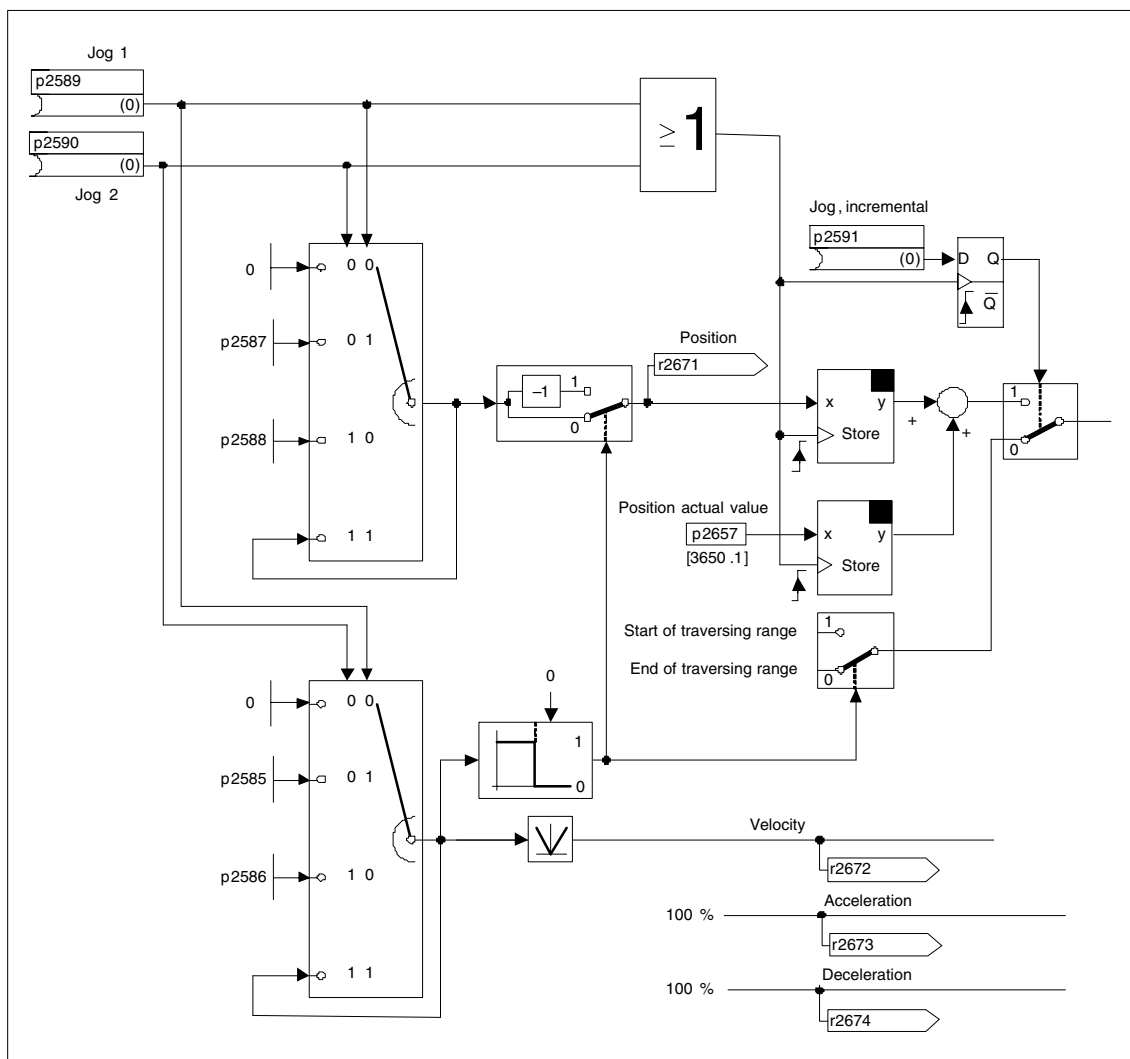 Jog 1
p2589
(0)
p2590
(0)
Jog 2
≥ 1
Jog , incremental
p2591
(0)
D Q
Q̅
0
0 0
p2587
0 1
p2588
1 0
1 1
–1
1
0
Position
r2671
x y
Store
+
+
1
0
Position actual value
p2657
[3650 .1]
x y
Store
Start of traversing range
1
End of traversing range
0
0
0 0
p2585
0 1
p2586
1 0
1 1
0
1
0
Velocity
r2672
100 %
Acceleration
r2673
100 %
Deceleration
r2674